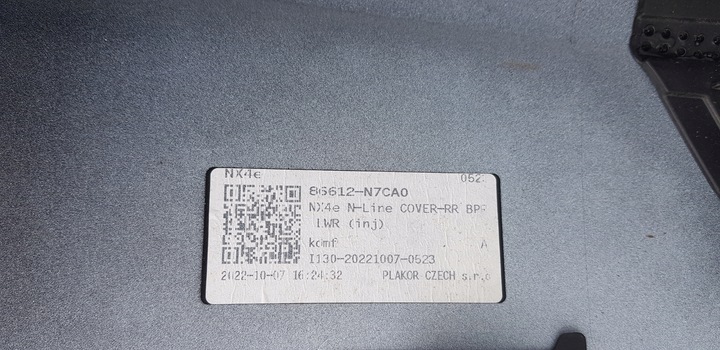 NX4e 052
86612-N7CA0
NX4e N-Line COVER-RR BPR
LWR (inj)
komf A
I130-20221007-0523
2022-10-07 16:24:32 PLAKOR CZECH s.r.o